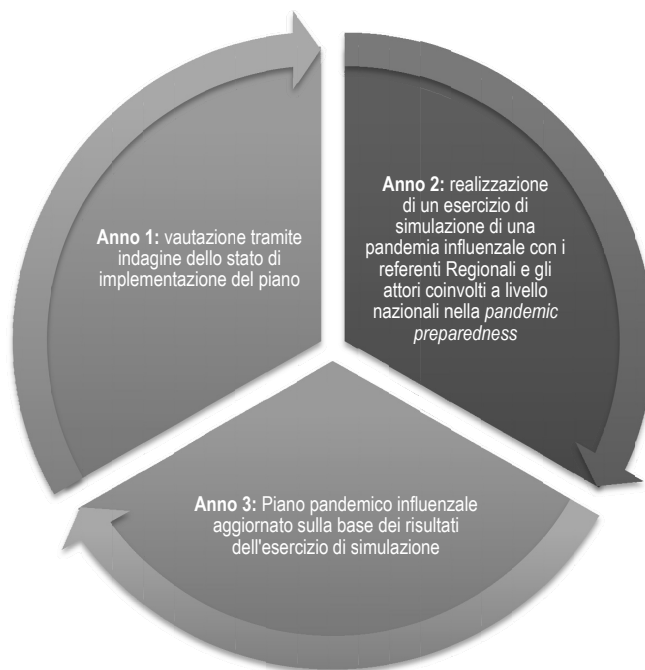 Anno 1: vautazione tramite
indagine dello stato di
implementazione del piano
Anno 2: realizzazione
di un esercizio di
simulazione di una
pandemia influenzale con i
referenti Regionali e gli
attori coinvolti a livello
nazionali nella pandemic
preparedness
Anno 3: Piano pandemico influenzale
aggiornato sulla base dei risultati
dell'esercizio di simulazione